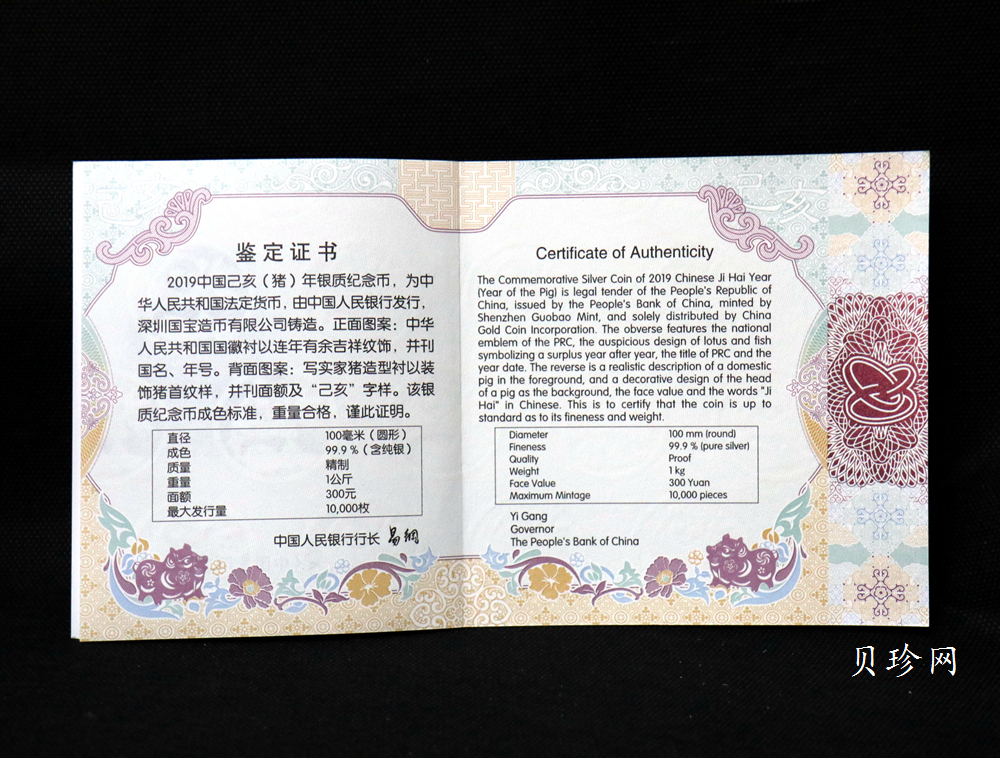 鉴定证书
2019中国己亥（猪）年银质纪念币，为中
华人民共和国法定货币，由中国人民银行发行，
深圳国宝造币有限公司铸造。正面图案：中华
人民共和国国徽衬以连年有余吉祥纹饰，并刊
国名、年号。背面图案：写实家猪造型衬以装
饰猪首纹样，并刊面额及“己亥”字样。该银
质纪念币成色标准，重量合格，谨此证明。
直径 100毫米（圆形）
成色 99.9 %（含纯银）
质量 精制
重量 1公斤
面额 300元
最大发行量 10,000枚
中国人民银行行长 易纲
Certificate of Authenticity
The Commemorative Silver Coin of 2019 Chinese Ji Hai Year
(Year of the Pig) is legal tender of the People's Republic of
China, issued by the People's Bank of China, minted by
Shenzhen Guobao Mint, and solely distributed by China
Gold Coin Incorporation. The obverse features the national
emblem of the PRC, the auspicious design of lotus and fish
symbolizing a surplus year after year, the title of PRC and the
year date. The reverse is a realistic description of a domestic
pig in the foreground, and a decorative design of the head
of a pig as the background, the face value and the words "Ji
Hai" in Chinese. This is to certify that the coin is up to
standard as to its fineness and weight.
Diameter 100 mm (round)
Fineness 99.9 % (pure silver)
Quality Proof
Weight 1 kg
Face Value 300 Yuan
Maximum Mintage 10,000 pieces
Yi Gang
Governor
The People's Bank of China
己亥
贝珍网